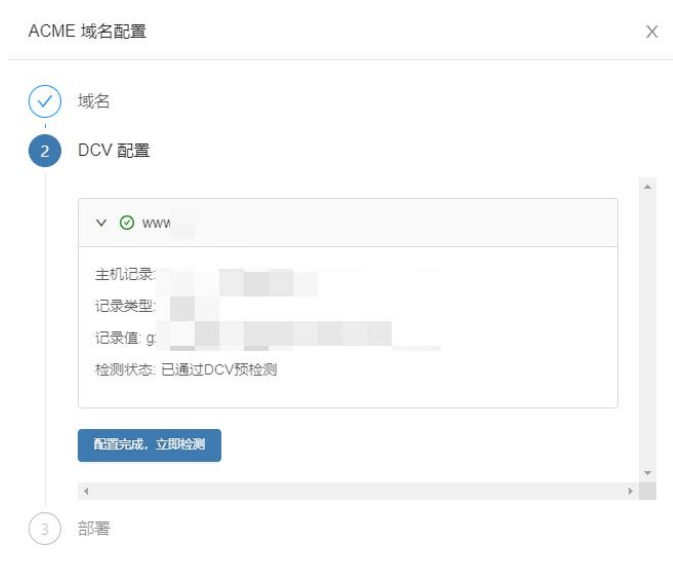 ACME 域名配置
X
域名
2
DCV 配置
www
主机记录:
记录类型:
记录值: g
检测状态: 已通过DCV预检测
配置完成，立即检测
3
部署